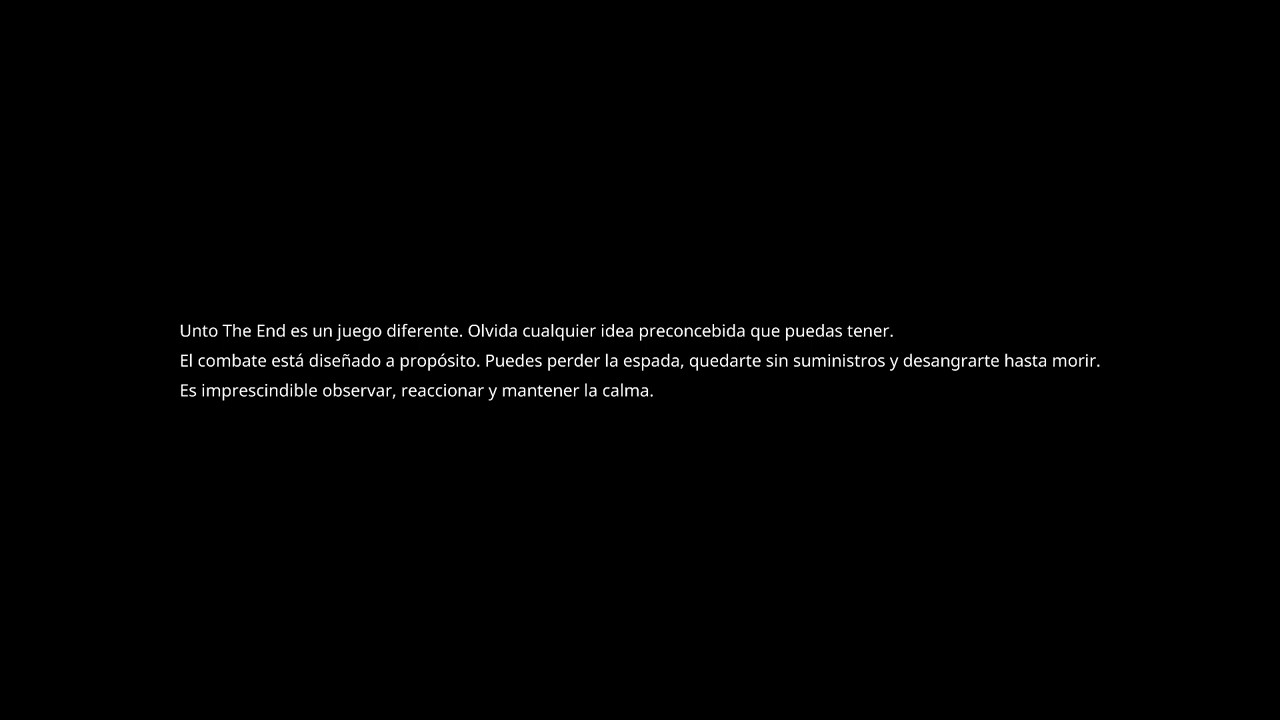 Unto The End es un juego diferente. Olvida cualquier idea preconcebida que puedas tener.
El combate está diseñado a propósito. Puedes perder la espada, quedarte sin suministros y desangrarte hasta morir.
Es imprescindible observar, reaccionar y mantener la calma.